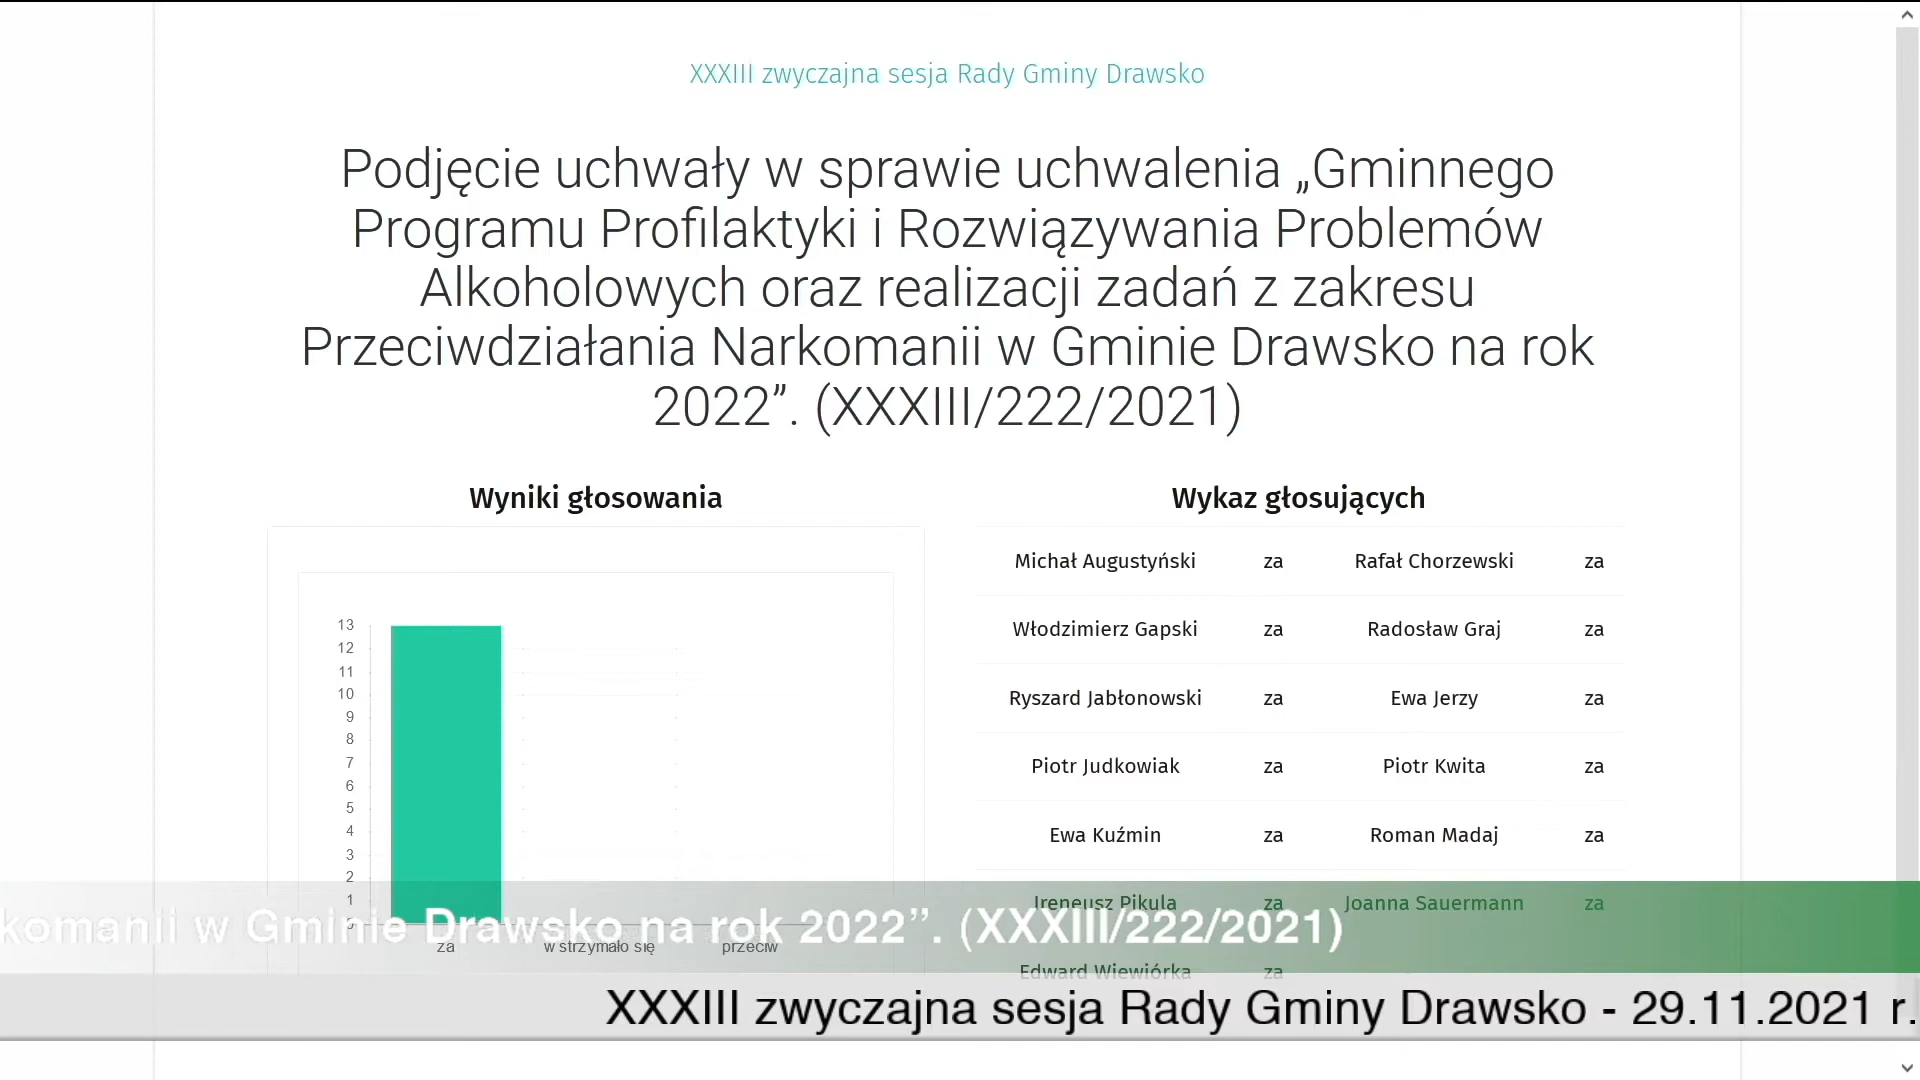 XXXIII zwyczajna sesja Rady Gminy Drawsko
Podjęcie uchwały w sprawie uchwalenia „Gminnego
Programu Profilaktyki i Rozwiązywania Problemów
Alkoholowych oraz realizacji zadań z zakresu
Przeciwdziałania Narkomanii w Gminie Drawsko na rok
2022”. (XXXIII/222/2021)
Wyniki głosowania
13
12
11
10
9
8
7
6
5
4
3
2
1
za wstrzymało się przeciw
Wykaz głosujących
Michał Augustyński za Rafał Chorzewski za
Włodzimierz Gapski za Radosław Graj za
Ryszard Jabłonowski za Ewa Jerzy za
Piotr Judkowiak za Piotr Kwita za
Ewa Kuźmin za Roman Madaj za
Ireneusz Pikula za Joanna Sauermann za
Edward Wiewiórka za
komanii w Gminie Drawsko na rok 2022”. (XXXIII/222/2021)
XXXIII zwyczajna sesja Rady Gminy Drawsko - 29.11.2021 r.